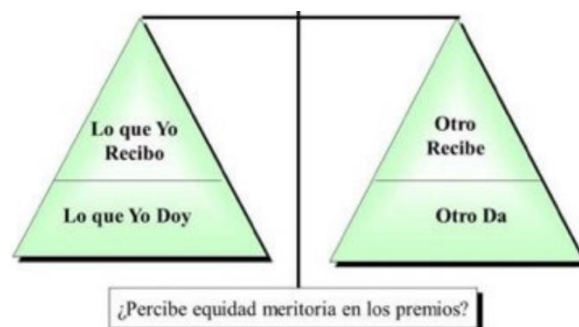 Lo que Yo
Recibo
Lo que Yo Doy
Otro
Recibe
Otro Da
¿Percibe equidad meritoria en los premios?